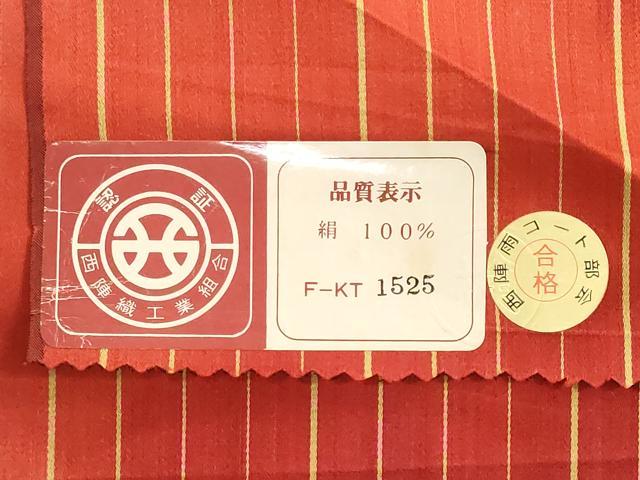 認証
西陣織工業組合
品質表示
絹 100%
F-KT 1525
西陣雨コート部会
合格